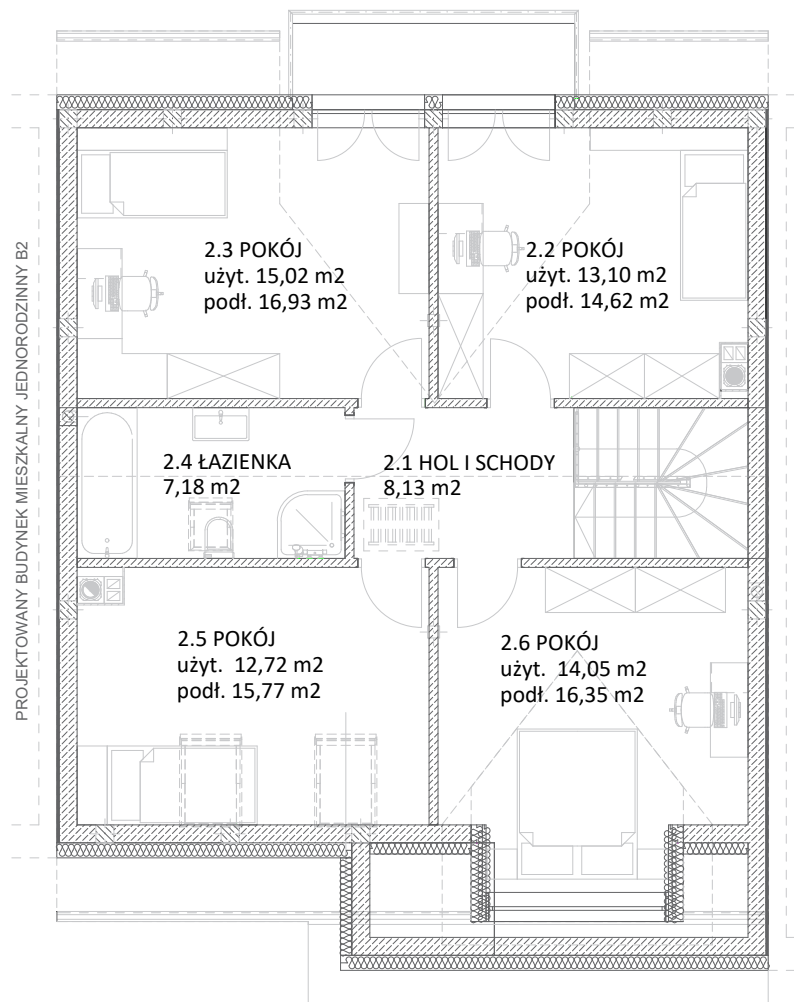 2.3 POKÓJ
użyt. 15,02 m2
podł. 16,93 m2
2.2 POKÓJ
użyt. 13,10 m2
podł. 14,62 m2
PROJEKTOWANY BUDYNEK MIESZKALNY JEDNORODZINNY B2
2.4 ŁAZIENKA
7,18 m2
2.1 HOL I SCHODY
8,13 m2
2.5 POKÓJ
użyt. 12,72 m2
podł. 15,77 m2
2.6 POKÓJ
użyt. 14,05 m2
podł. 16,35 m2